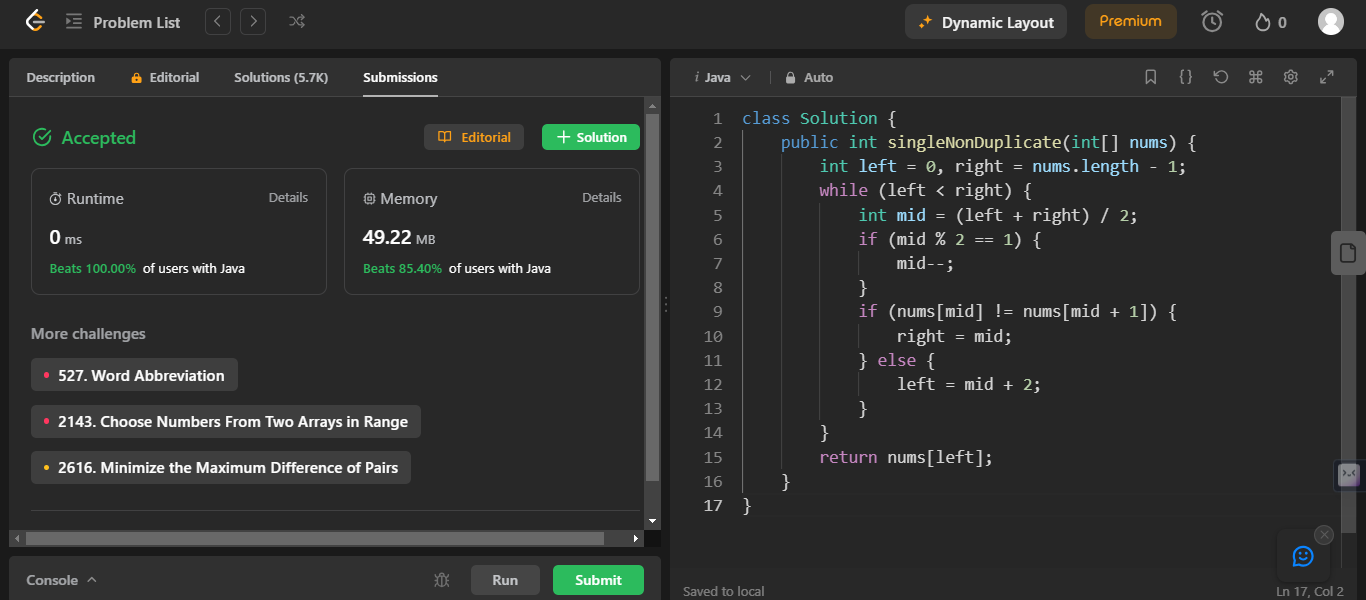 Problem List
Dynamic Layout
Premium
0
Description
Editorial
Solutions (5.7K)
Submissions
Accepted
Editorial
Solution
Runtime
Details
0 ms
Beats 100.00% of users with Java
Memory
Details
49.22 MB
Beats 85.40% of users with Java
More challenges
527. Word Abbreviation
2143. Choose Numbers From Two Arrays in Range
2616. Minimize the Maximum Difference of Pairs
Console
Run
Submit
i Java
Auto
1 class Solution {
2 public int singleNonDuplicate(int[] nums) {
3 int left = 0, right = nums.length - 1;
4 while (left < right) {
5 int mid = (left + right) / 2;
6 if (mid % 2 == 1) {
7 mid--;
8 }
9 if (nums[mid] != nums[mid + 1]) {
10 right = mid;
11 } else {
12 left = mid + 2;
13 }
14 }
15 return nums[left];
16 }
17 }
Saved to local
Ln 17, Col 2